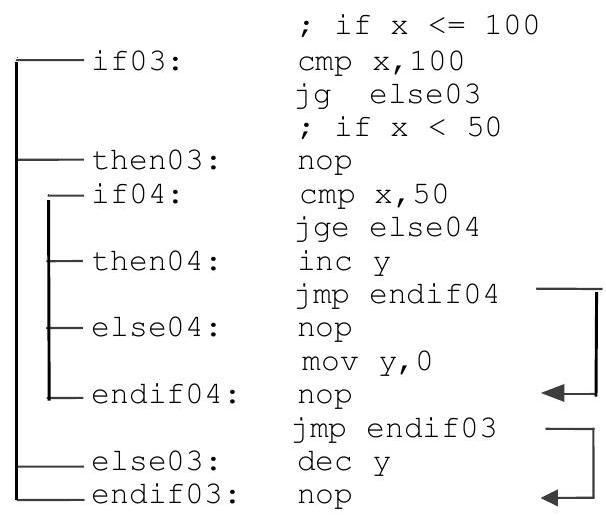 ; if x <= 100
if03: cmp x,100
jg else03
; if x < 50
then03: nop
if04: cmp x,50
jge else04
then04: inc y
jmp endif04
else04: nop
mov y,0
endif04: nop
jmp endif03
else03: dec y
endif03: nop